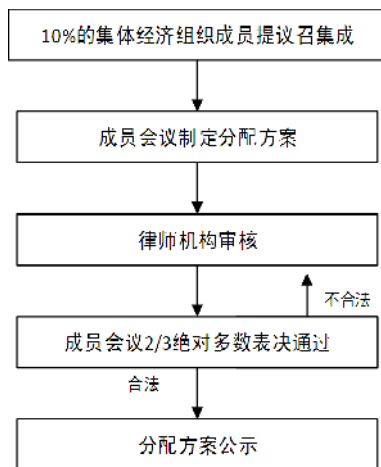 10%的集体经济组织成员提议召集成
成员会议制定分配方案
律师机构审核
不合法
成员会议2/3绝对多数表决通过
合法
分配方案公示